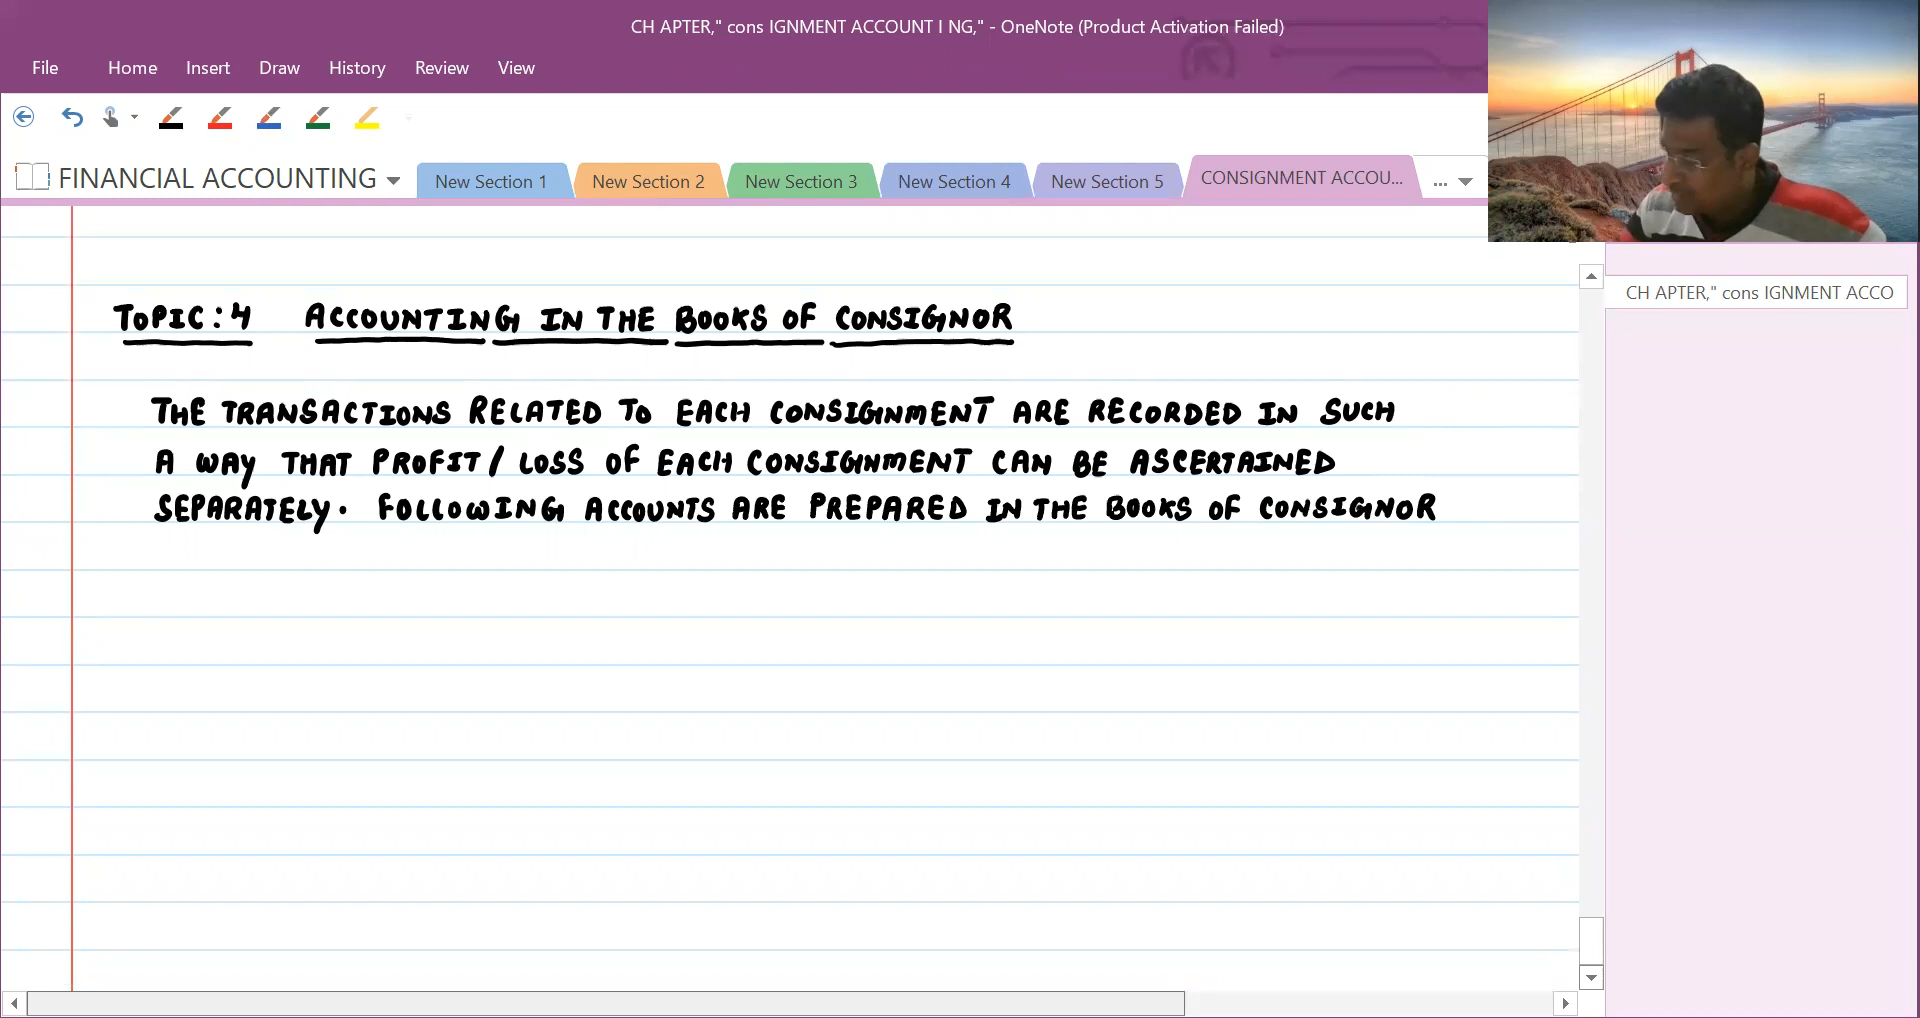 CH APTER," cons IGNMENT ACCOUNT I NG," - OneNote (Product Activation Failed)
File Home Insert Draw History Review View
FINANCIAL ACCOUNTING New Section 1 New Section 2 New Section 3 New Section 4 New Section 5 CONSIGNMENT ACCOU... ...
CH APTER," cons IGNMENT ACCO
TOPIC:4 ACCOUNTING IN THE BOOKS OF CONSIGNOR
THE TRANSACTIONS RELATED TO EACH CONSIGNMENT ARE RECORDED IN SUCH
A WAY THAT PROFIT/LOSS OF EACH CONSIGNMENT CAN BE ASCERTAINED
SEPARATELY. FOLLOWING ACCOUNTS ARE PREPARED IN THE BOOKS OF CONSIGNOR